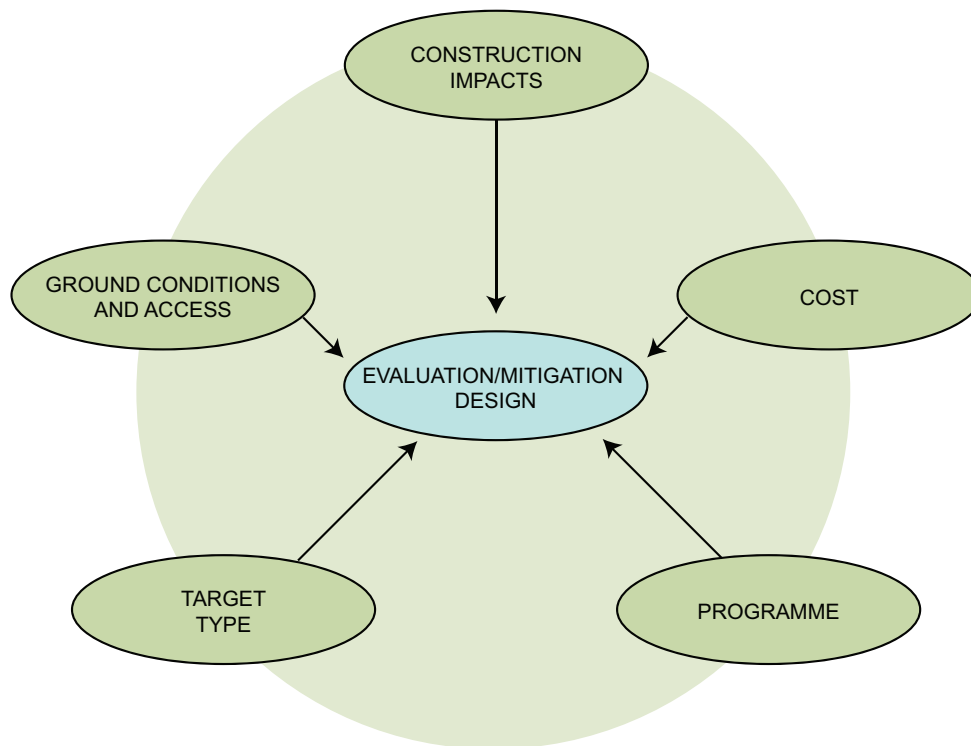 CONSTRUCTION
IMPACTS
GROUND CONDITIONS
AND ACCESS
COST
EVALUATION/MITIGATION
DESIGN
TARGET
TYPE
PROGRAMME